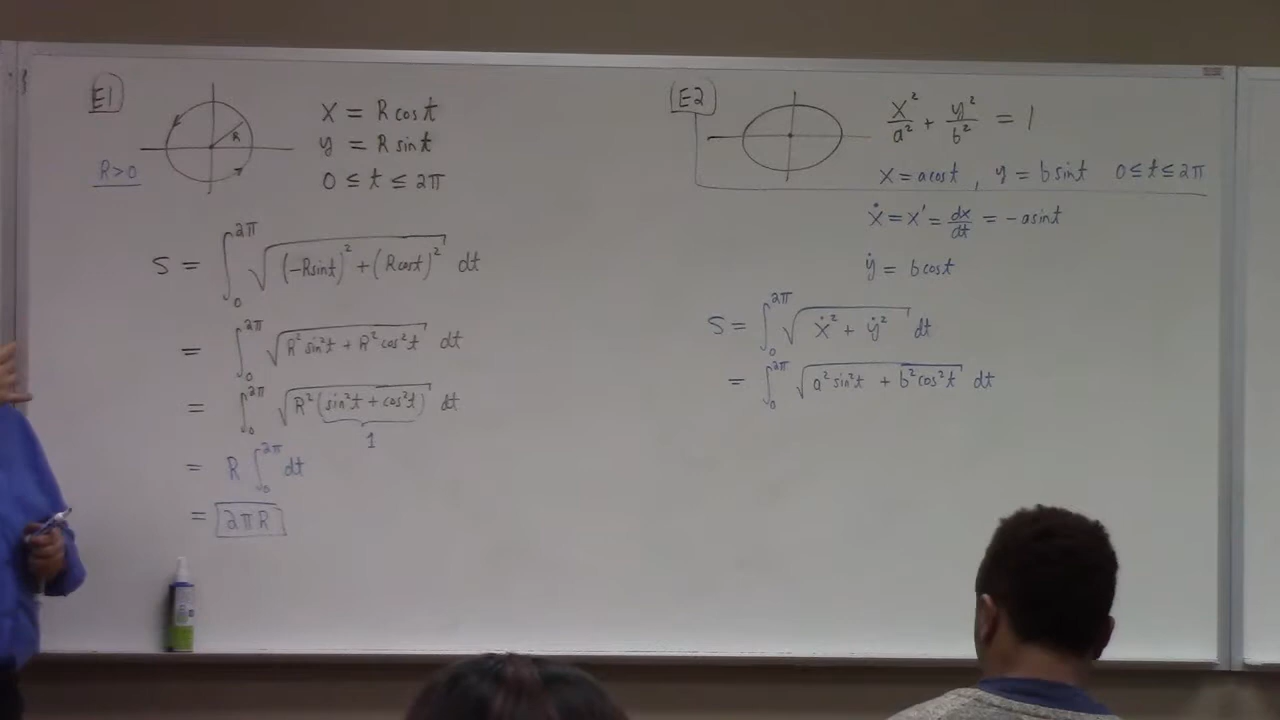 E1
R
R>0
x = R cos t
y = R sin t
0 ≤ t ≤ 2π
S = ∫₀^{2π} √((-R sin t)² + (R cos t)²) dt
= ∫₀^{2π} √(R² sin²t + R² cos²t) dt
= ∫₀^{2π} √(R² (sin²t + cos²t)) dt
1
= R ∫₀^{2π} dt
= 2πR
E2
x²/a² + y²/b² = 1
x = a cos t , y = b sin t 0 ≤ t ≤ 2π
ẋ = x' = dx/dt = -a sin t
ẏ = b cos t
S = ∫₀^{2π} √(ẋ² + ẏ²) dt
= ∫₀^{2π} √(a² sin²t + b² cos²t) dt